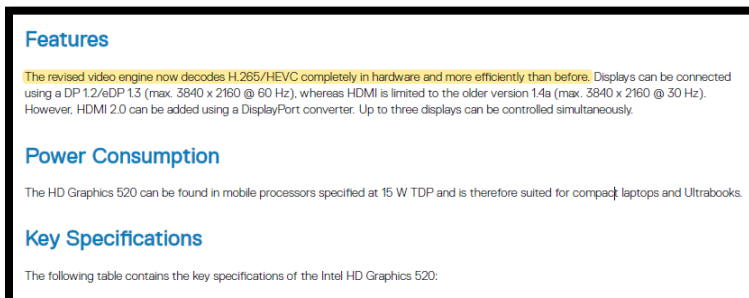 Features
The revised video engine now decodes H.265/HEVC completely in hardware and more efficiently than before. Displays can be connected
using a DP 1.2/eDP 1.3 (max. 3840 x 2160 @ 60 Hz), whereas HDMI is limited to the older version 1.4a (max. 3840 x 2160 @ 30 Hz).
However, HDMI 2.0 can be added using a DisplayPort converter. Up to three displays can be controlled simultaneously.
Power Consumption
The HD Graphics 520 can be found in mobile processors specified at 15 W TDP and is therefore suited for compact laptops and Ultrabooks.
Key Specifications
The following table contains the key specifications of the Intel HD Graphics 520: